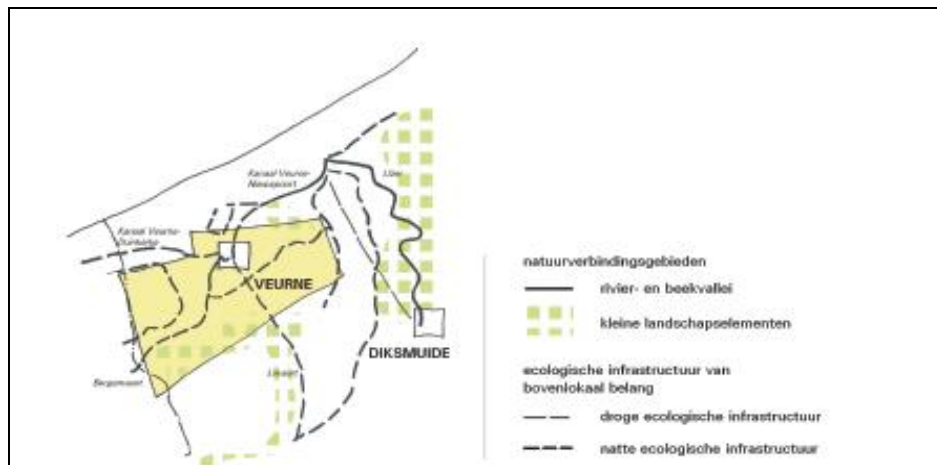 Kanaal Veurne-
Nieuwpoort
IJzer
Kanaal Veurne-
Duinkerke
VEURNE
DIKSMUIDE
Bergenvaart
Lovaart
natuurverbindingsgebieden
rivier- en beekvallei
kleine landschapselementen
ecologische infrastructuur van
bovenlokaal belang
droge ecologische infrastructuur
natte ecologische infrastructuur